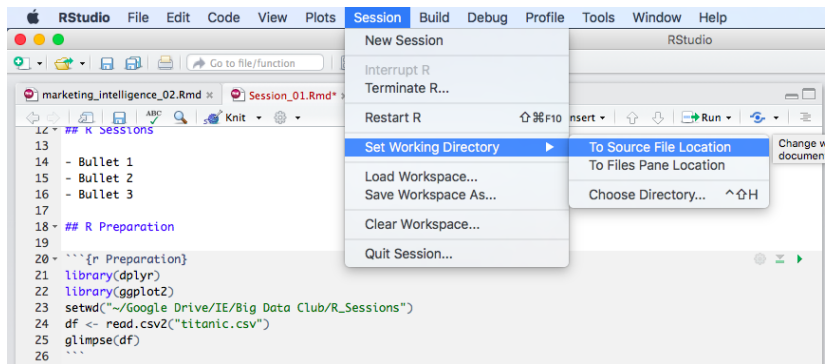 RStudio File Edit Code View Plots Session Build Debug Profile Tools Window Help
RStudio
New Session
Interrupt R
Terminate R...
Restart R ⇧⌘F10
Set Working Directory ▶
Load Workspace...
Save Workspace As...
Clear Workspace...
Quit Session...
To Source File Location
To Files Pane Location
Choose Directory... ^⇧H
Change w
documen
Go to file/function
marketing_intelligence_02.Rmd × Session_01.Rmd*
ABC Knit nsert Run
12 ## R Sessions
13
14 - Bullet 1
15 - Bullet 2
16 - Bullet 3
17
18 ## R Preparation
19
20 ```{r Preparation}
21 library(dplyr)
22 library(ggplot2)
23 setwd("~/Google Drive/IE/Big Data Club/R_Sessions")
24 df <- read.csv2("titanic.csv")
25 glimpse(df)
26 ```